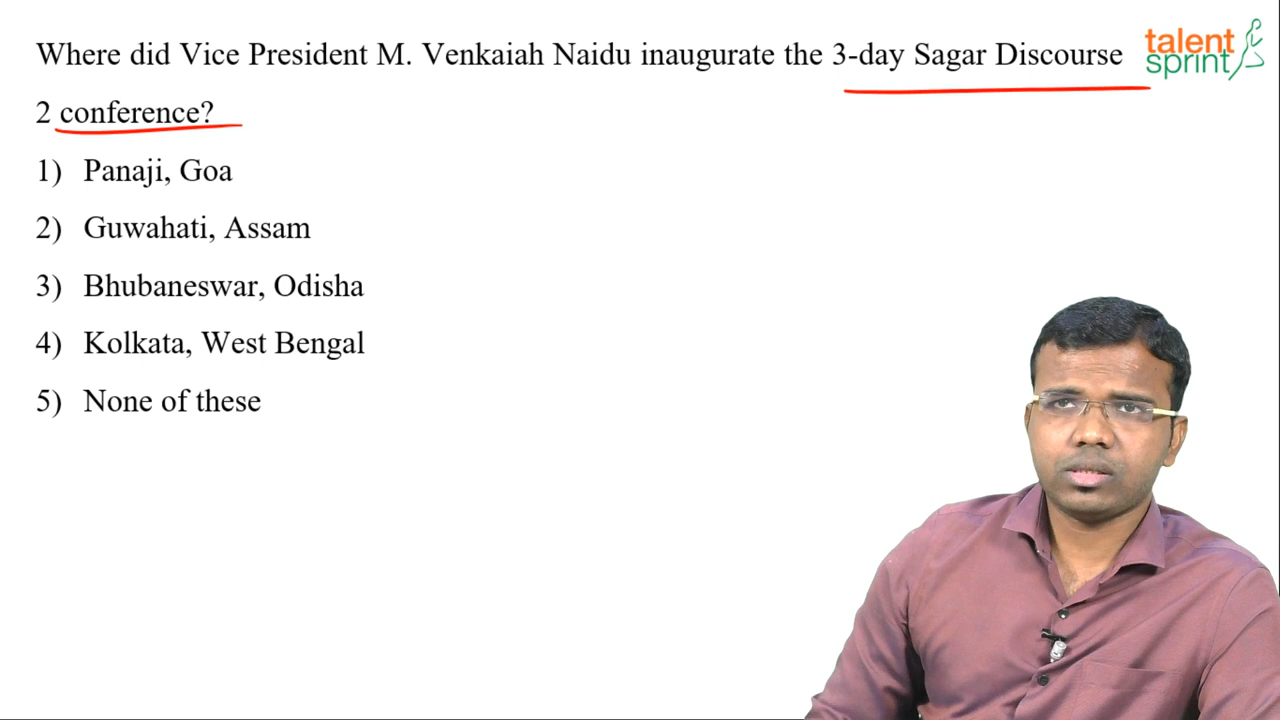 Where did Vice President M. Venkaiah Naidu inaugurate the 3-day Sagar Discourse
2 conference?
1) Panaji, Goa
2) Guwahati, Assam
3) Bhubaneswar, Odisha
4) Kolkata, West Bengal
5) None of these
talent
sprint